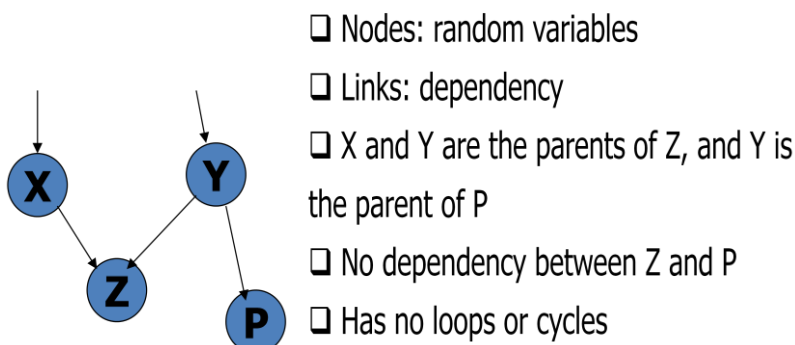 ❑ Nodes: random variables
❑ Links: dependency
❑ X and Y are the parents of Z, and Y is
the parent of P
❑ No dependency between Z and P
❑ Has no loops or cycles
X
Y
Z
P